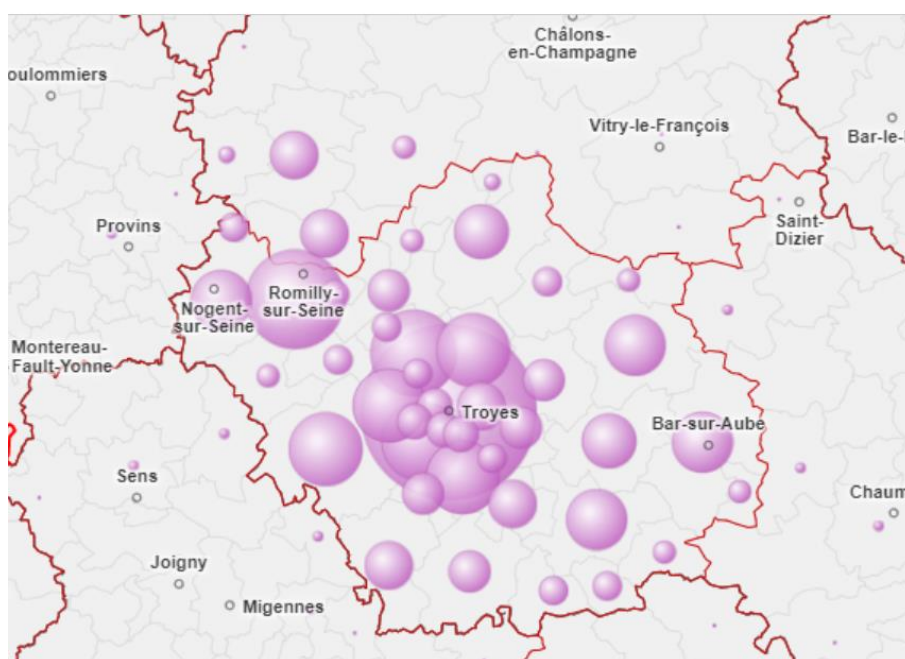 Châlons-
en-Champagne
oulommiers
Vitry-le-François
Bar-le-
Provins
Saint-
Dizier
Romilly-
sur-Seine
Nogent-
sur-Seine
Montereau-
Fault-Yonne
Troyes
Bar-sur-Aube
Sens
Chaum
Joigny
Migennes